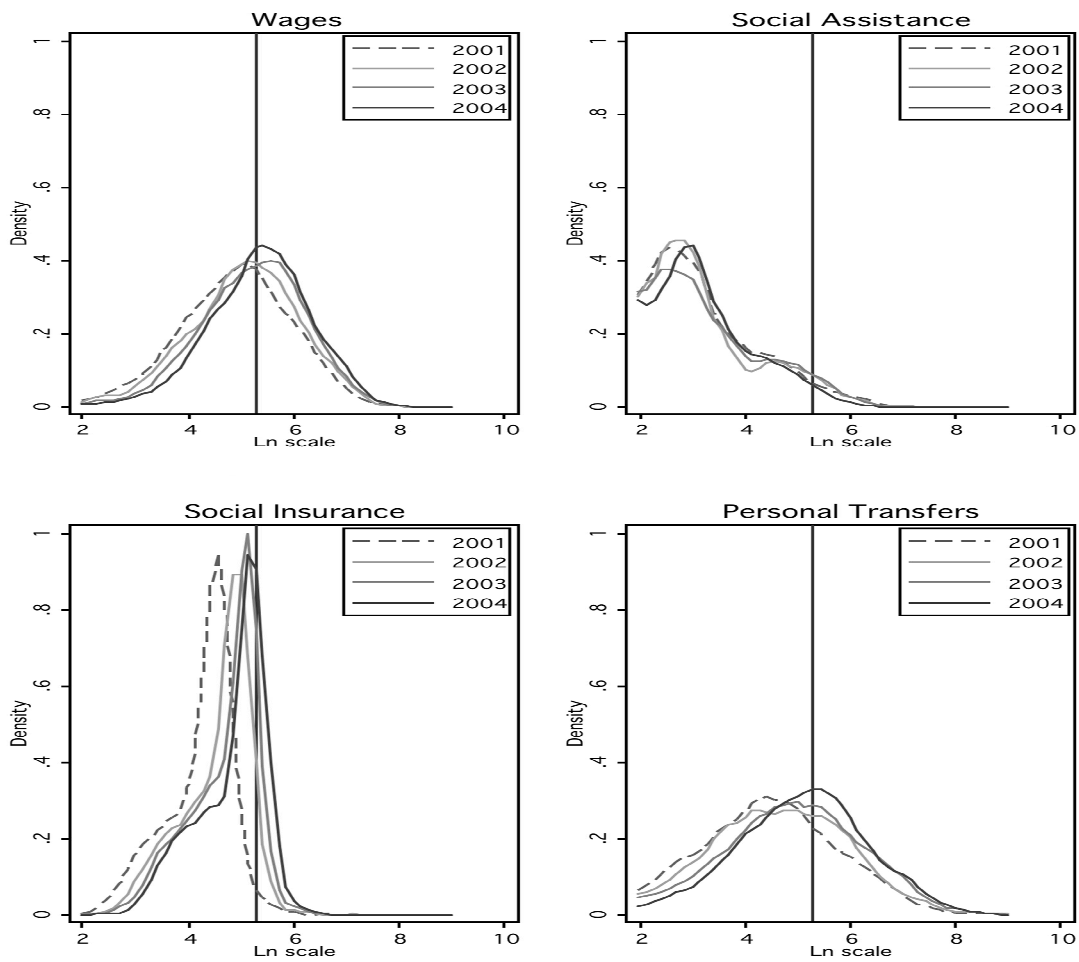 Wages
1
.8
.6
.4
.2
0
Density
2001
2002
2003
2004
2 4 6 8 10
Ln scale
Social Assistance
1
.8
.6
.4
.2
0
Density
2001
2002
2003
2004
2 4 6 8 10
Ln scale
Social Insurance
1
.8
.6
.4
.2
0
Density
2001
2002
2003
2004
2 4 6 8 10
Ln scale
Personal Transfers
1
.8
.6
.4
.2
0
Density
2001
2002
2003
2004
2 4 6 8 10
Ln scale